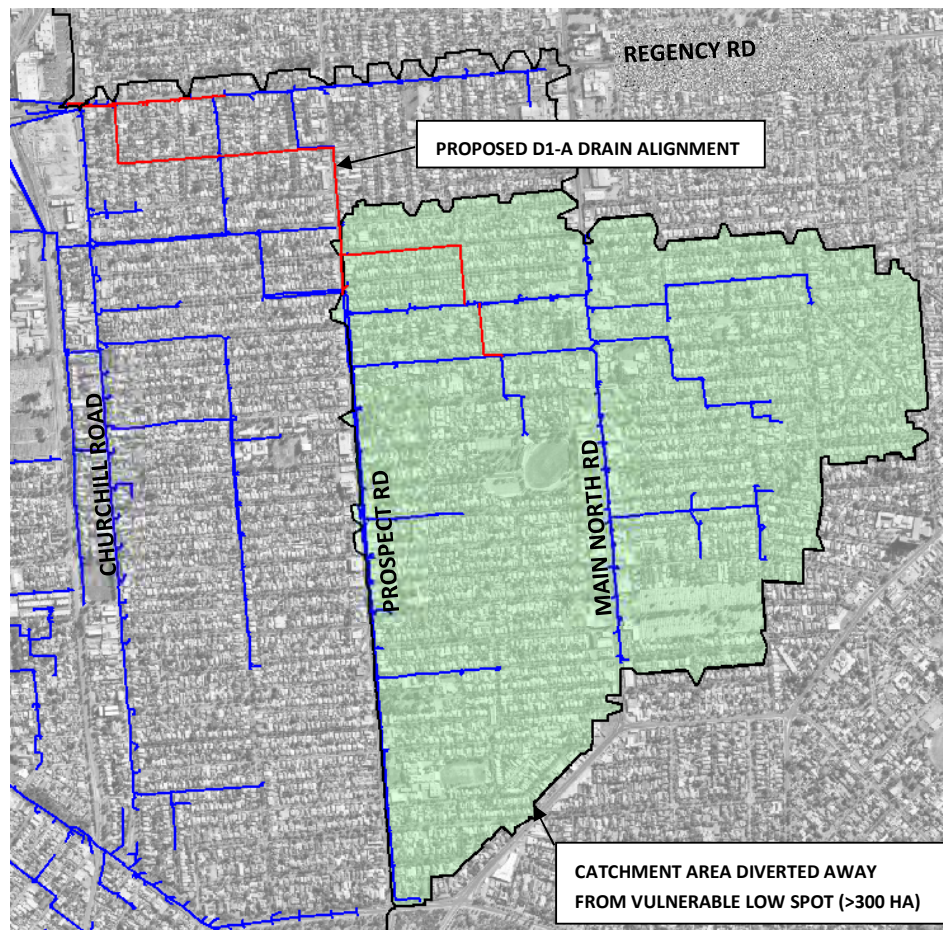 REGENCY RD
PROPOSED D1-A DRAIN ALIGNMENT
CHURCHILL ROAD
PROSPECT RD
MAIN NORTH RD
CATCHMENT AREA DIVERTED AWAY
FROM VULNERABLE LOW SPOT (>300 HA)